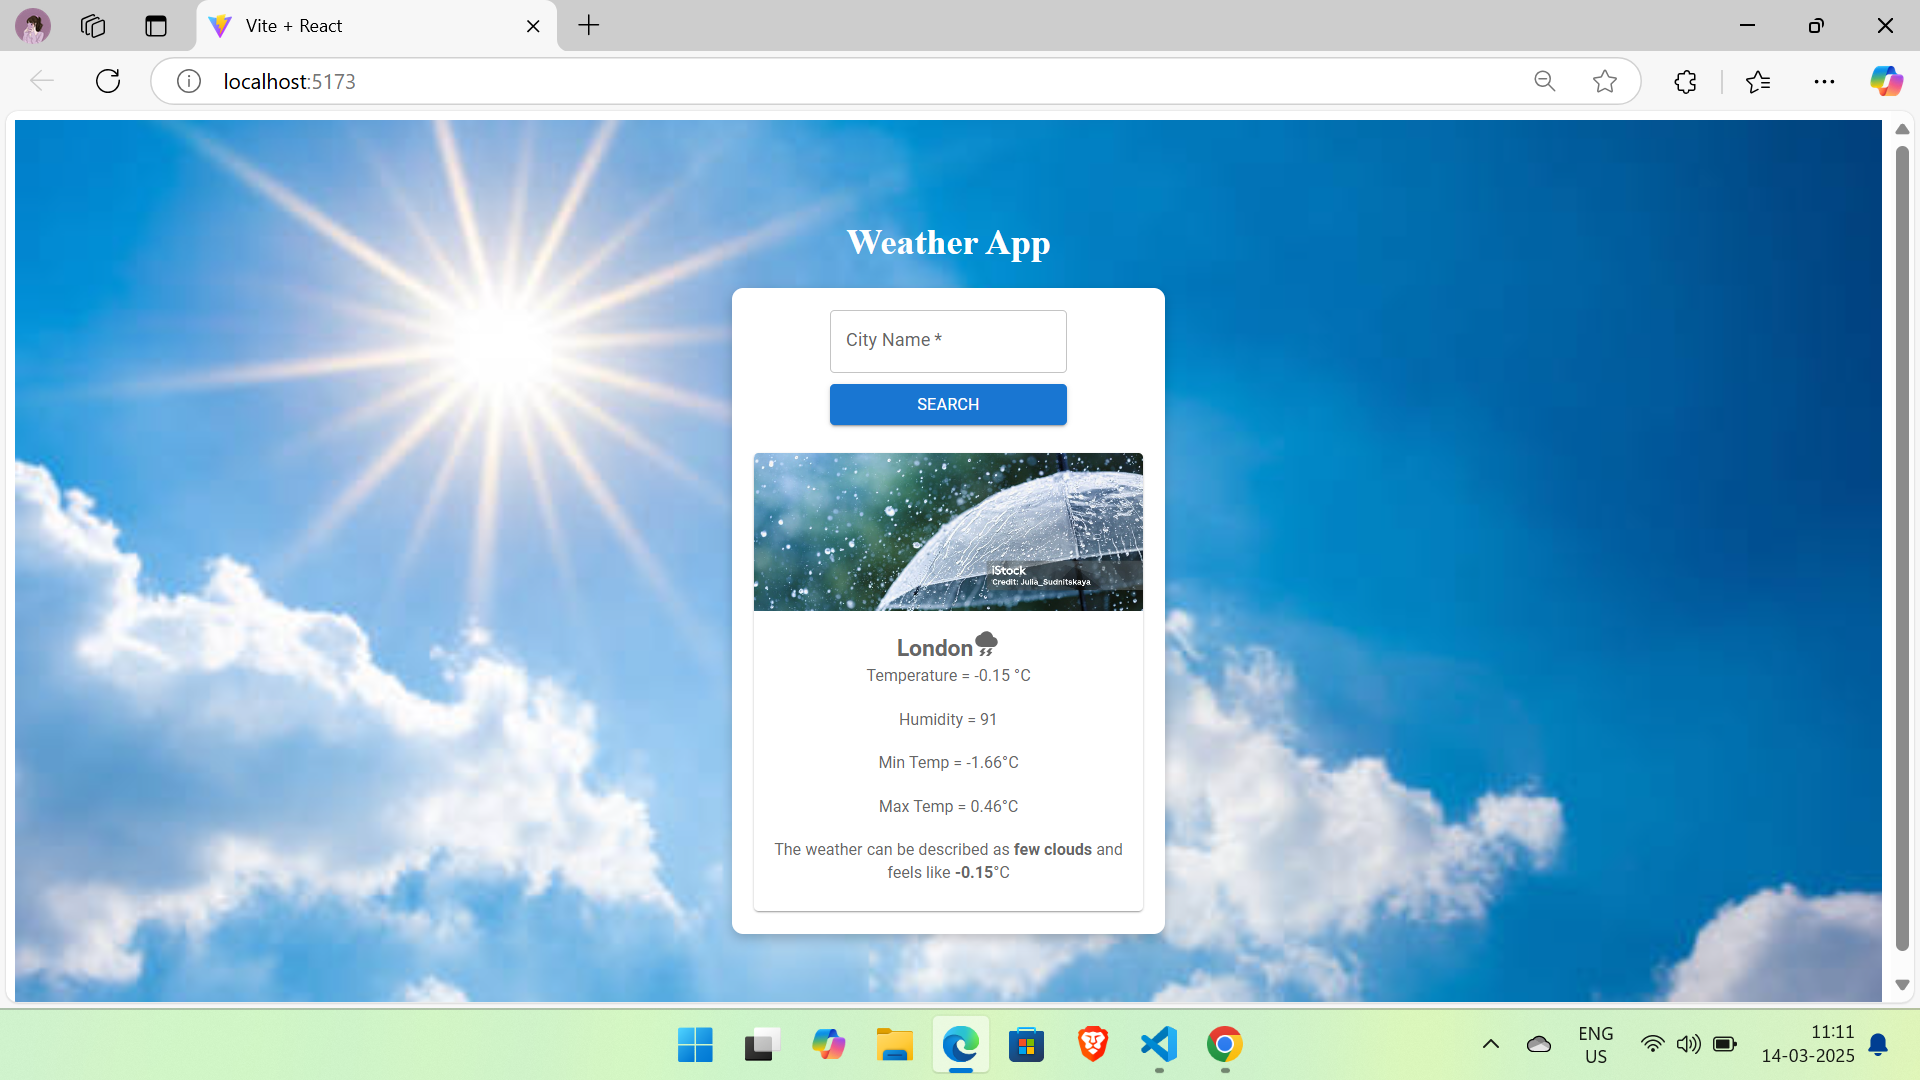 Vite + React
localhost:5173
Weather App
City Name *
SEARCH
iStock
Credit: Julia_Sudnitskaya
London
Temperature = -0.15 °C
Humidity = 91
Min Temp = -1.66°C
Max Temp = 0.46°C
The weather can be described as few clouds and
feels like -0.15°C
ENG
US
11:11
14-03-2025